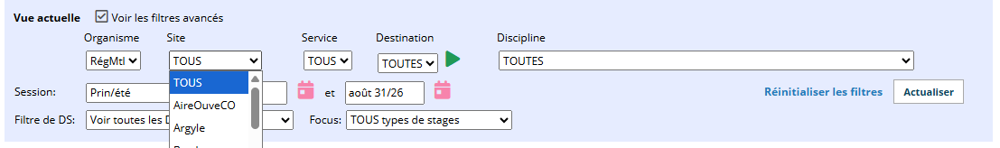 Vue actuelle Voir les filtres avancés
Organisme Site Service Destination Discipline
RégMtl TOUS TOUS TOUTES TOUTES
TOUS
Session: Prin/été et août 31/26 Réinitialiser les filtres Actualiser
AireOuveCO
Filtre de DS: Voir toutes les D Focus: TOUS types de stages
Argyle